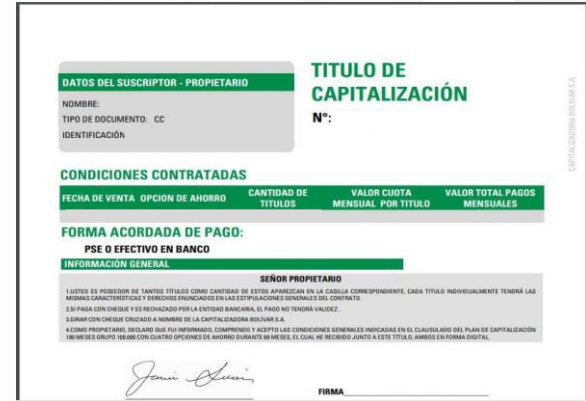 DATOS DEL SUSCRIPTOR - PROPIETARIO
NOMBRE:
TIPO DE DOCUMENTO: CC
IDENTIFICACIÓN
TITULO DE
CAPITALIZACIÓN
N°:
CAPITALIZADORA BOLIVAR S.A.
CONDICIONES CONTRATADAS
FECHA DE VENTA OPCION DE AHORRO CANTIDAD DE TITULOS VALOR CUOTA MENSUAL POR TITULO VALOR TOTAL PAGOS MENSUALES
FORMA ACORDADA DE PAGO:
PSE O EFECTIVO EN BANCO
INFORMACIÓN GENERAL
SEÑOR PROPIETARIO
1.USTED ES POSEEDOR DE TANTOS TÍTULOS COMO CANTIDAD DE ESTOS APAREZCAN EN LA CASILLA CORRESPONDIENTE, CADA TÍTULO INDIVIDUALMENTE TENDRÁ LAS
MISMAS CARACTERÍSTICAS Y DERECHOS ENUNCIADOS EN LAS ESTIPULACIONES GENERALES DEL CONTRATO.
2.SI PAGA CON CHEQUE Y ES RECHAZADO POR LA ENTIDAD BANCARIA, EL PAGO NO TENDRÁ VALIDEZ.
3.GIRAR CON CHEQUE CRUZADO A NOMBRE DE LA CAPITALIZADORA BOLÍVAR S.A.
4.COMO PROPIETARIO, DECLARO QUE FUI INFORMADO, COMPRENDO Y ACEPTO LAS CONDICIONES GENERALES INDICADAS EN EL CLAUSULADO DEL PLAN DE CAPITALIZACIÓN
180 MESES GRUPO 100.000 CON CUATRO OPCIONES DE AHORRO DURANTE 60 MESES, EL CUAL HE RECIBIDO JUNTO A ESTE TÍTULO, AMBOS EN FORMA DIGITAL.
FIRMA